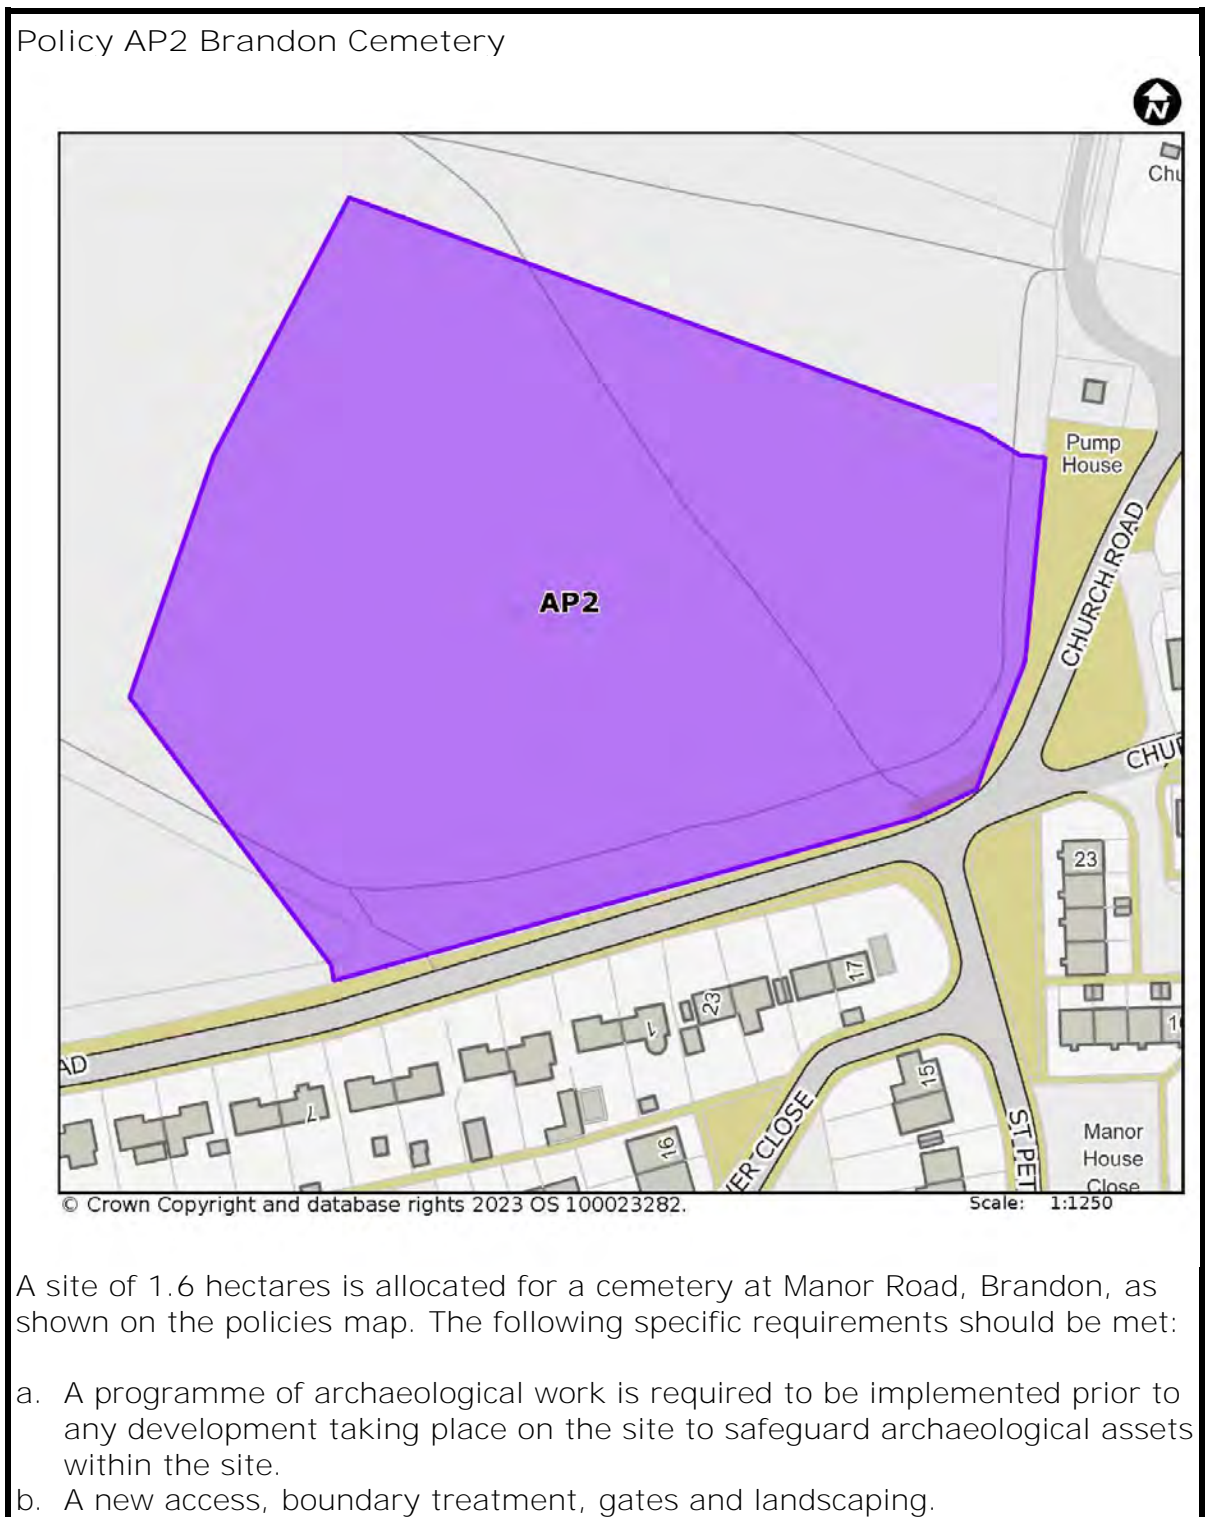 Policy AP2 Brandon Cemetery
N
Chu
Pump
House
CHURCH ROAD
AP2
CHU
23
17
23
1
AD
7
15
16
VER CLOSE
ST PET
1
Manor
House
Close
© Crown Copyright and database rights 2023 OS 100023282.
Scale: 1:1250
A site of 1.6 hectares is allocated for a cemetery at Manor Road, Brandon, as
shown on the policies map. The following specific requirements should be met:
a. A programme of archaeological work is required to be implemented prior to
any development taking place on the site to safeguard archaeological assets
within the site.
b. A new access, boundary treatment, gates and landscaping.